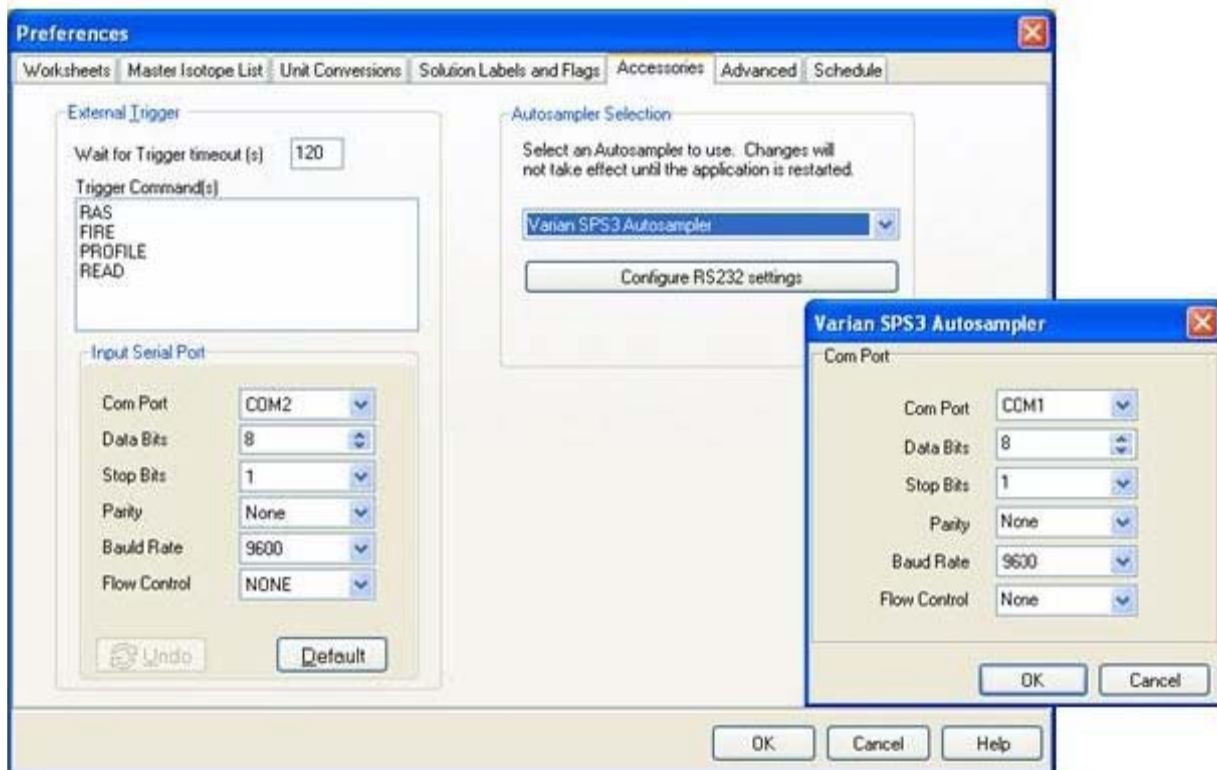 Preferences
Worksheets Master Isotope List Unit Conversions Solution Labels and Flags Accessories Advanced Schedule
External Trigger
Wait for Trigger timeout (s) 120
Trigger Command(s)
RAS
FIRE
PROFILE
READ
Input Serial Port
Com Port COM2
Data Bits 8
Stop Bits 1
Parity None
Bauld Rate 9600
Flow Control NONE
Undo Default
Autosampler Selection
Select an Autosampler to use. Changes will
not take effect until the application is restarted.
Varian SPS3 Autosampler
Configure RS232 settings
Varian SPS3 Autosampler
Com Port
Com Port COM1
Data Bits 8
Stop Bits 1
Parity None
Baud Rate 9600
Flow Control None
OK Cancel
OK Cancel Help